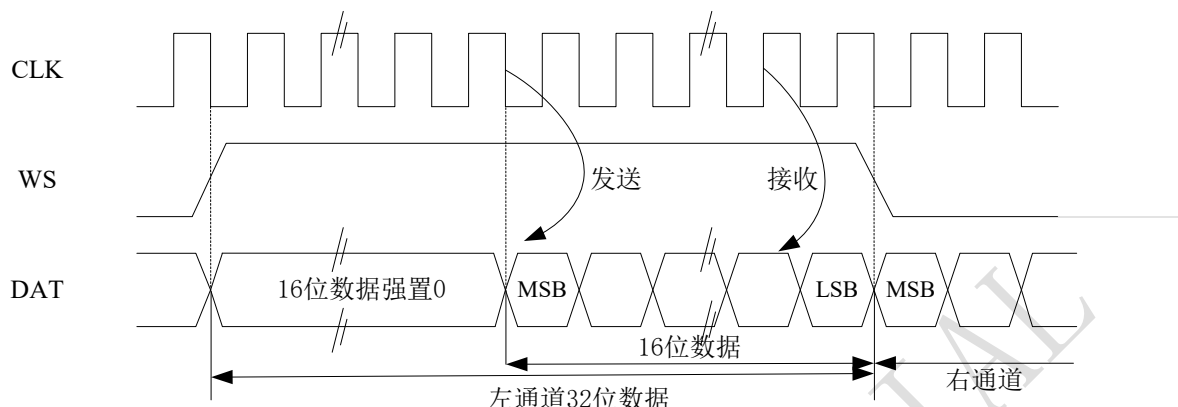 CLK
WS
发送
接收
DAT
16位数据强置0
MSB
LSB
MSB
16位数据
右通道
左通道32位数据